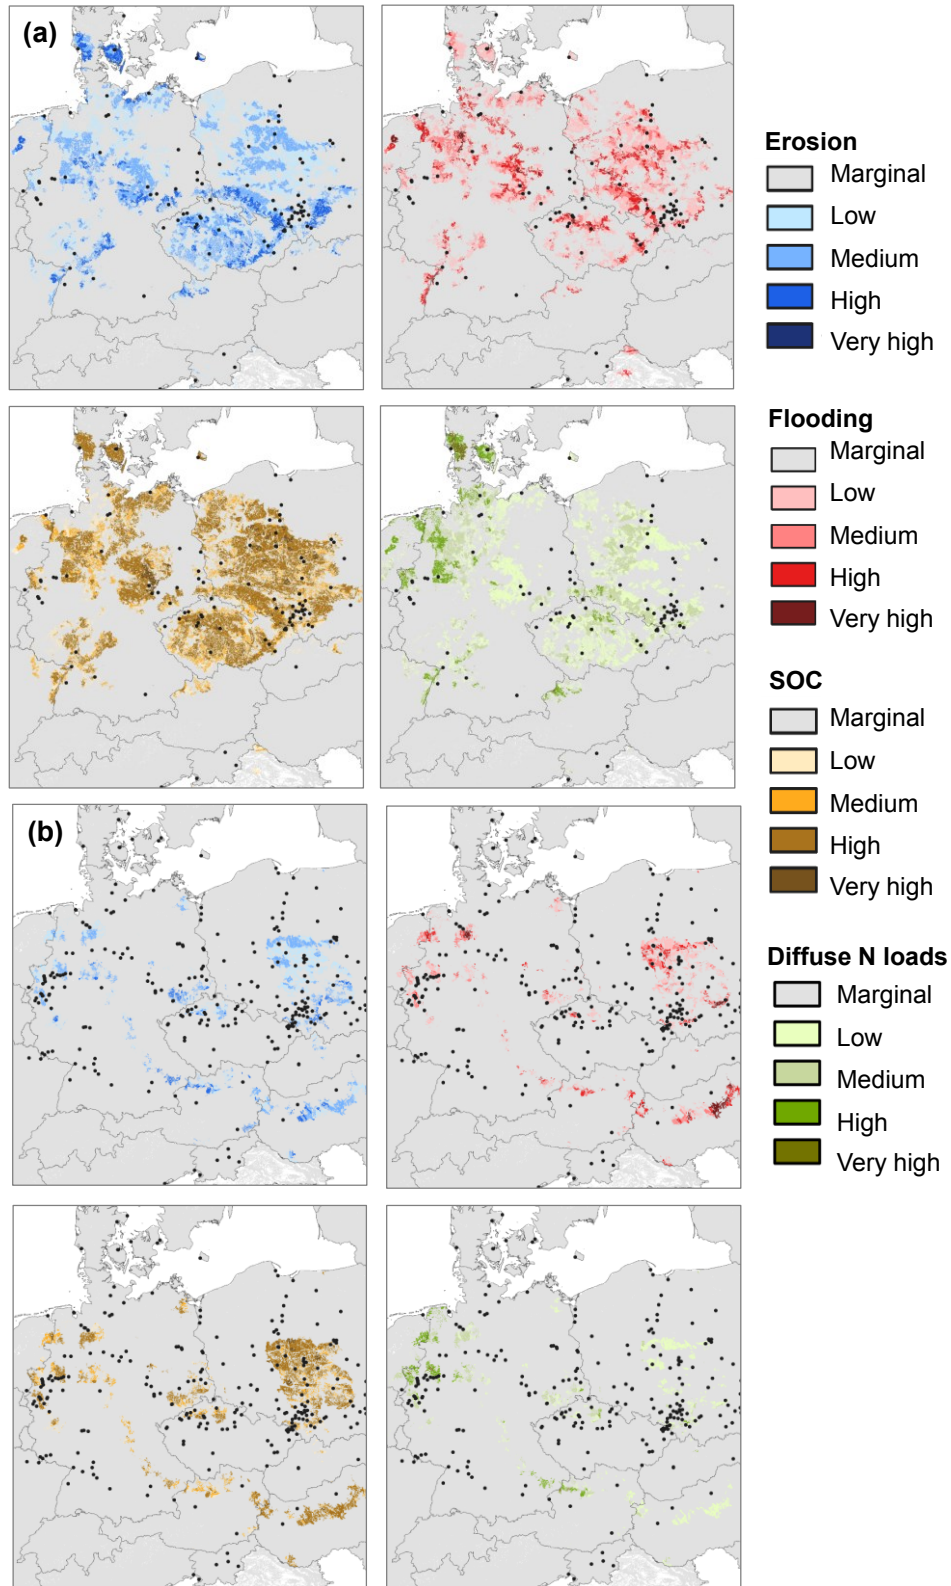 (a)
Erosion
Marginal
Low
Medium
High
Very high
Flooding
Marginal
Low
Medium
High
Very high
SOC
Marginal
Low
Medium
High
Very high
(b)
Diffuse N loads
Marginal
Low
Medium
High
Very high